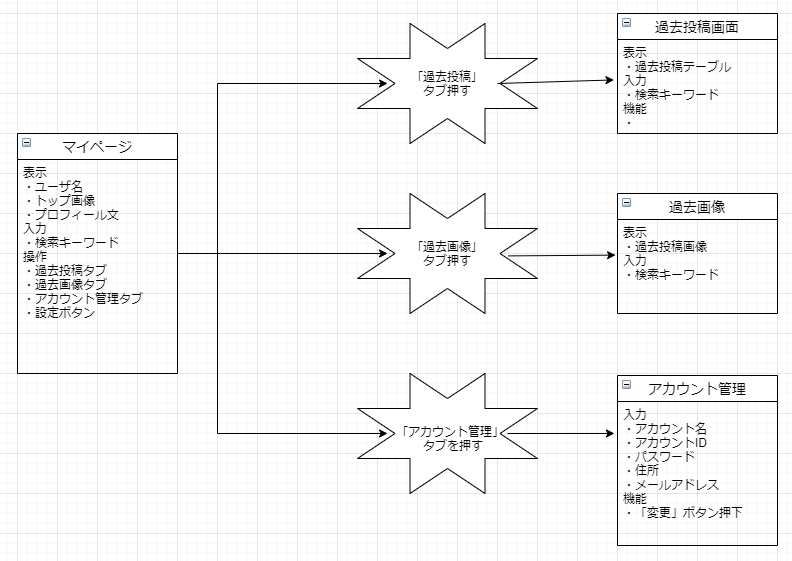 マイページ
表示
・ユーザ名
・トップ画像
・プロフィール文
入力
・検索キーワード
操作
・過去投稿タブ
・過去画像タブ
・アカウント管理タブ
・設定ボタン
「過去投稿」
タブ押す
過去投稿画面
表示
・過去投稿テーブル
入力
・検索キーワード
機能
・
「過去画像」
タブ押す
過去画像
表示
・過去投稿画像
入力
・検索キーワード
「アカウント管理」
タブを押す
アカウント管理
入力
・アカウント名
・アカウントID
・パスワード
・住所
・メールアドレス
機能
・「変更」ボタン押下